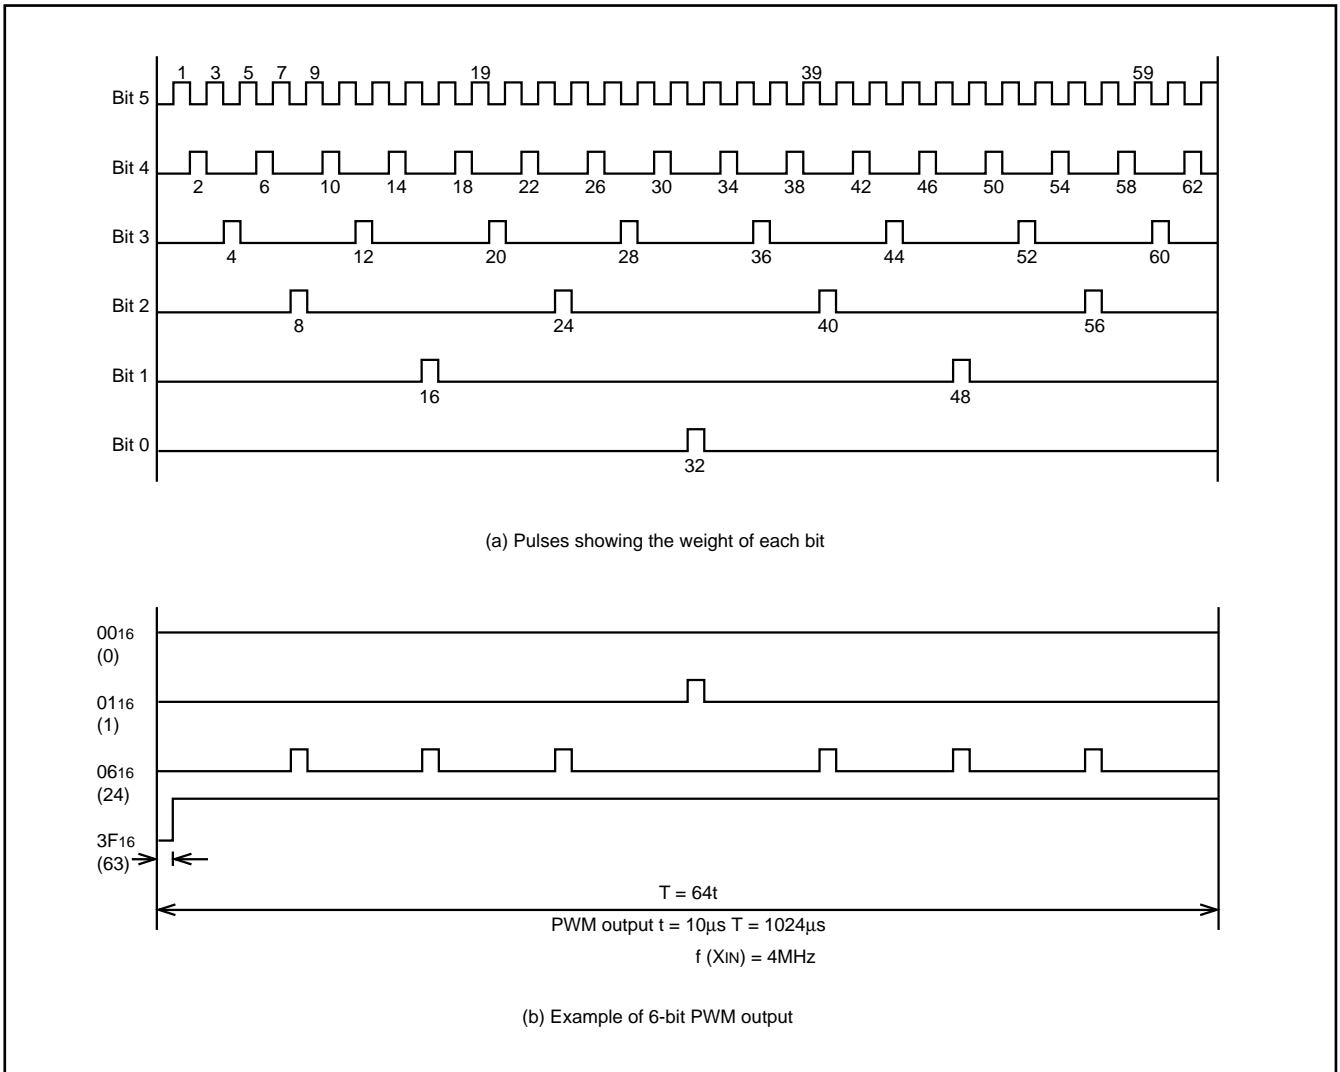 1 3 5 7 9 19 39 59
Bit 5
Bit 4
2 6 10 14 18 22 26 30 34 38 42 46 50 54 58 62
Bit 3
4 12 20 28 36 44 52 60
Bit 2
8 24 40 56
Bit 1
16 48
Bit 0
32
(a) Pulses showing the weight of each bit
0016
(0)
0116
(1)
0616
(24)
3F16
(63)
T = 64t
PWM output t = 10μs T = 1024μs
f (XIN) = 4MHz
(b) Example of 6-bit PWM output